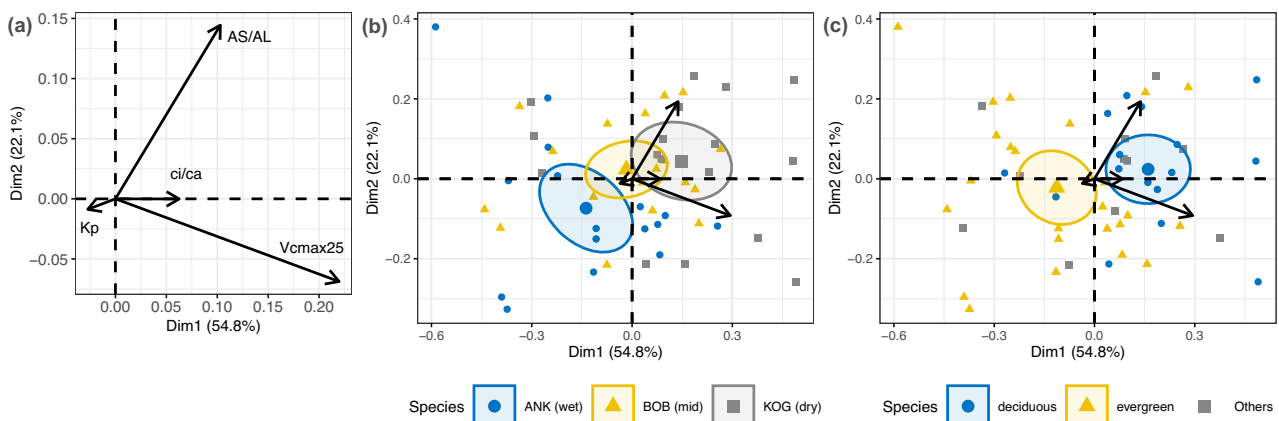 (a)
0.15
0.10
0.05
0.00
−0.05
Dim2 (22.1%)
AS/AL
ci/ca
Kp
Vcmax25
0.00
0.05
0.10
0.15
0.20
Dim1 (54.8%)
(b)
0.4
0.2
0.0
−0.2
Dim2 (22.1%)
−0.6
−0.3
0.0
0.3
Dim1 (54.8%)
Species
ANK (wet)
BOB (mid)
KOG (dry)
(c)
0.4
0.2
0.0
−0.2
Dim2 (22.1%)
−0.6
−0.3
0.0
0.3
Dim1 (54.8%)
Species
deciduous
evergreen
Others